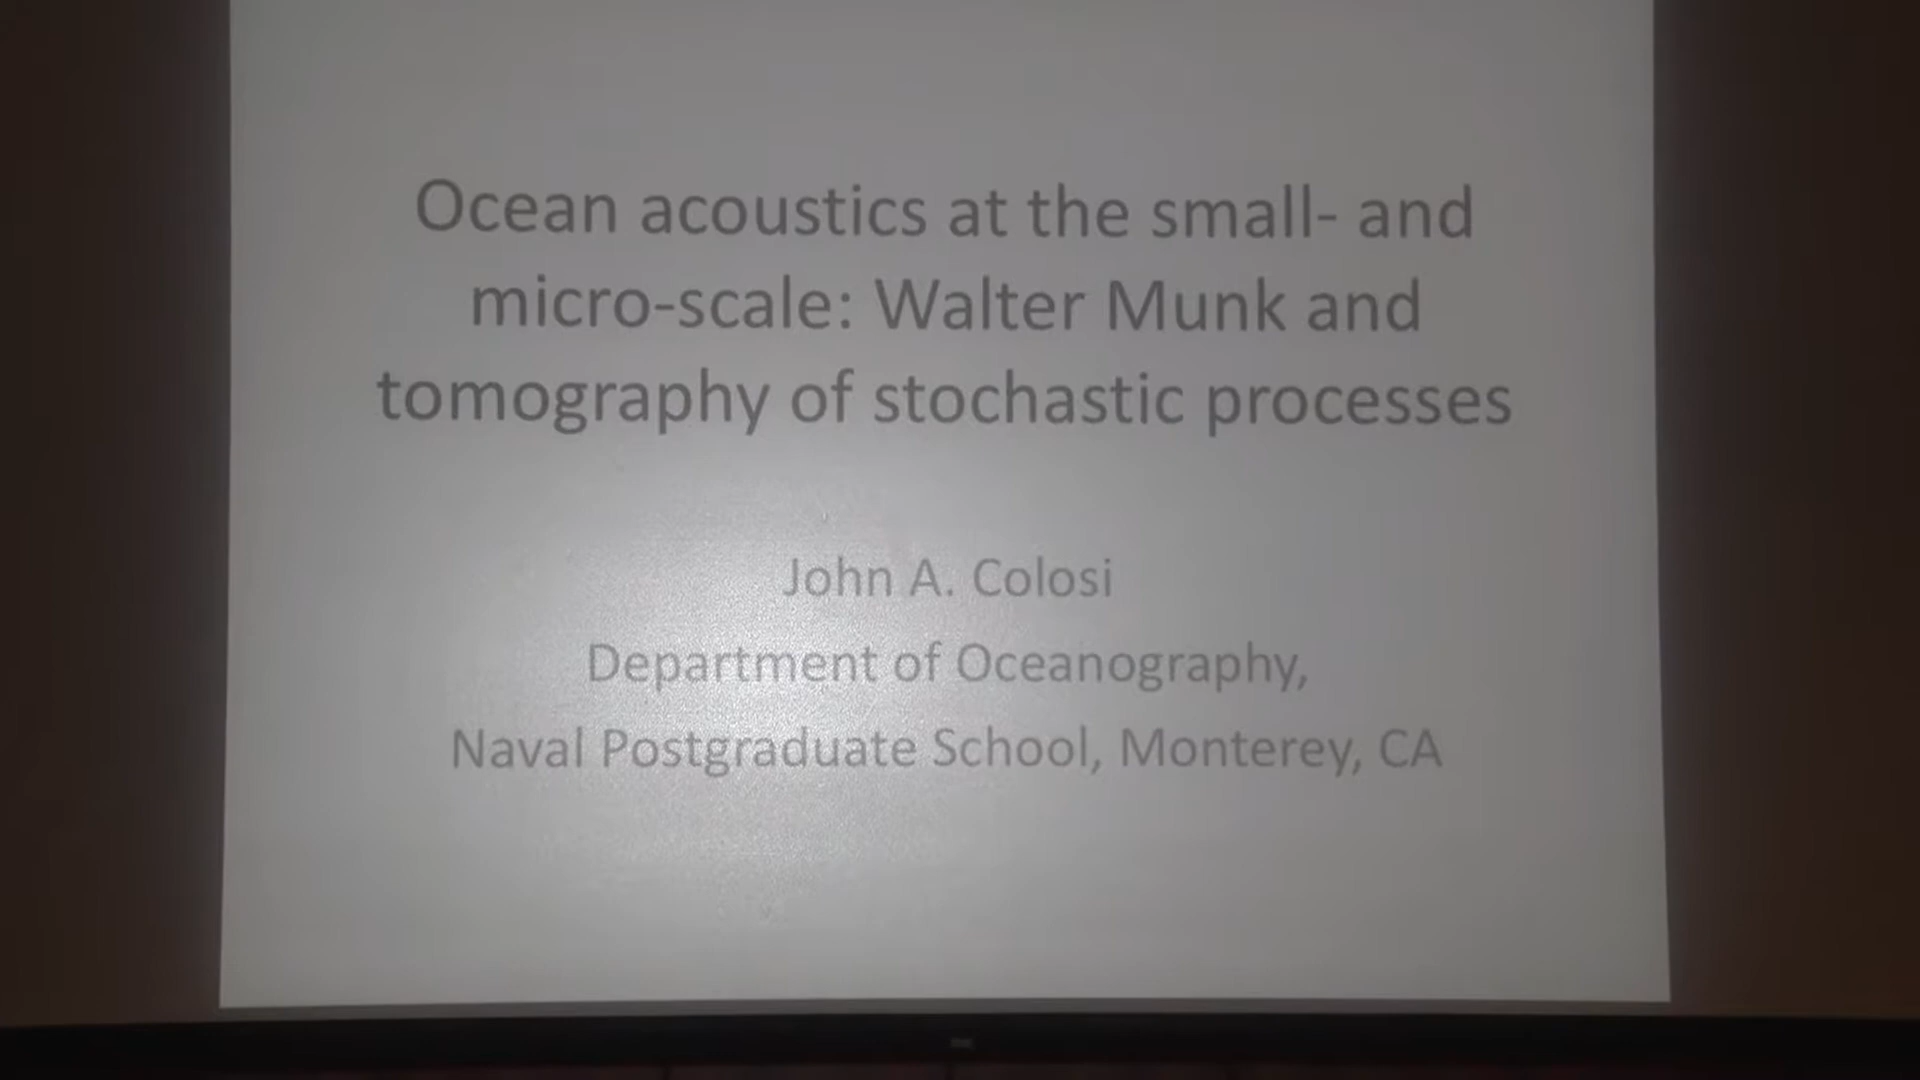 Ocean acoustics at the small- and
micro-scale: Walter Munk and
tomography of stochastic processes
John A. Colosi
Department of Oceanography,
Naval Postgraduate School, Monterey, CA